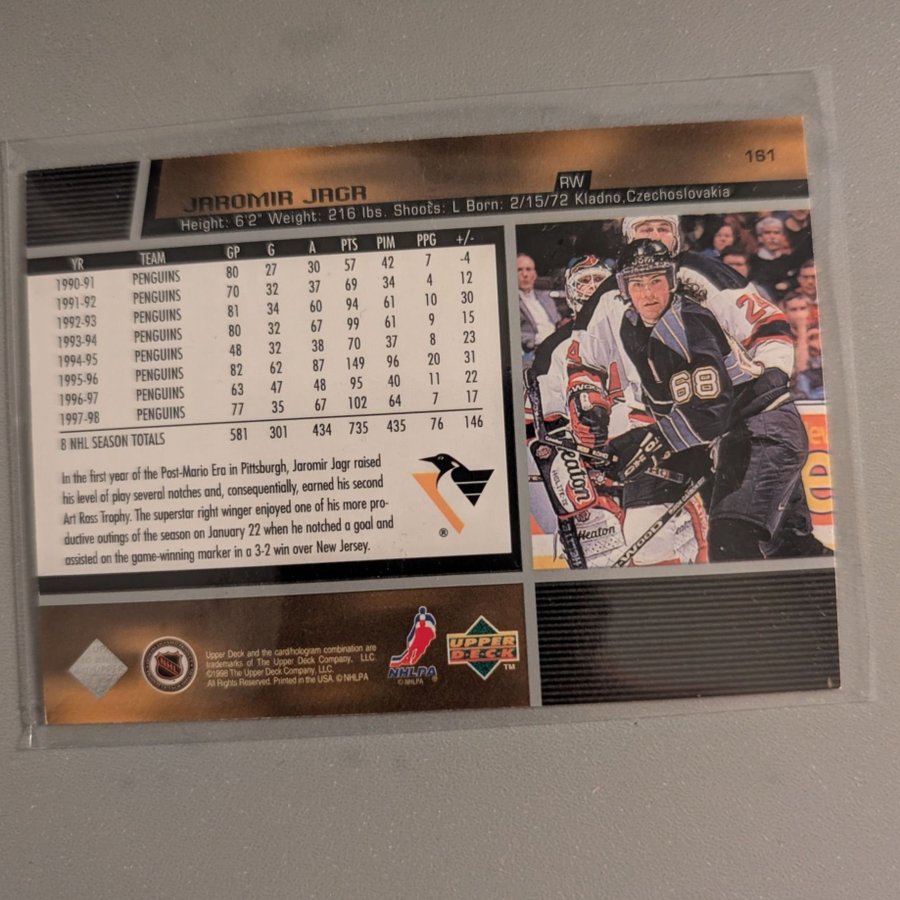 161
JAROMIR JAGR
RW
Height: 6'2" Weight: 216 lbs. Shoots: L Born: 2/15/72 Kladno, Czechoslovakia
YR TEAM GP G A PTS PIM PPG +/-
1990-91 PENGUINS 80 27 30 57 42 7 -4
1991-92 PENGUINS 70 32 37 69 34 4 12
1992-93 PENGUINS 81 34 60 94 61 10 30
1993-94 PENGUINS 80 32 67 99 61 9 15
1994-95 PENGUINS 48 32 38 70 37 8 23
1995-96 PENGUINS 82 62 87 149 96 20 31
1996-97 PENGUINS 63 47 48 95 40 11 22
1997-98 PENGUINS 77 35 67 102 64 7 17
8 NHL SEASON TOTALS 581 301 434 735 435 76 146
In the first year of the Post-Mario Era in Pittsburgh, Jaromir Jagr raised
his level of play several notches and, consequentially, earned his second
Art Ross Trophy. The superstar right winger enjoyed one of his more pro-
ductive outings of the season on January 22 when he notched a goal and
assisted on the game-winning marker in a 3-2 win over New Jersey.
®
68
24
Heaton
Heaton
NHL
Upper Deck and the card/hologram combination are
trademarks of The Upper Deck Company, LLC.
©1998 The Upper Deck Company, LLC.
All Rights Reserved. Printed in the USA. © NHLPA
NHLPA
© NHLPA
UPPER
DECK
TM